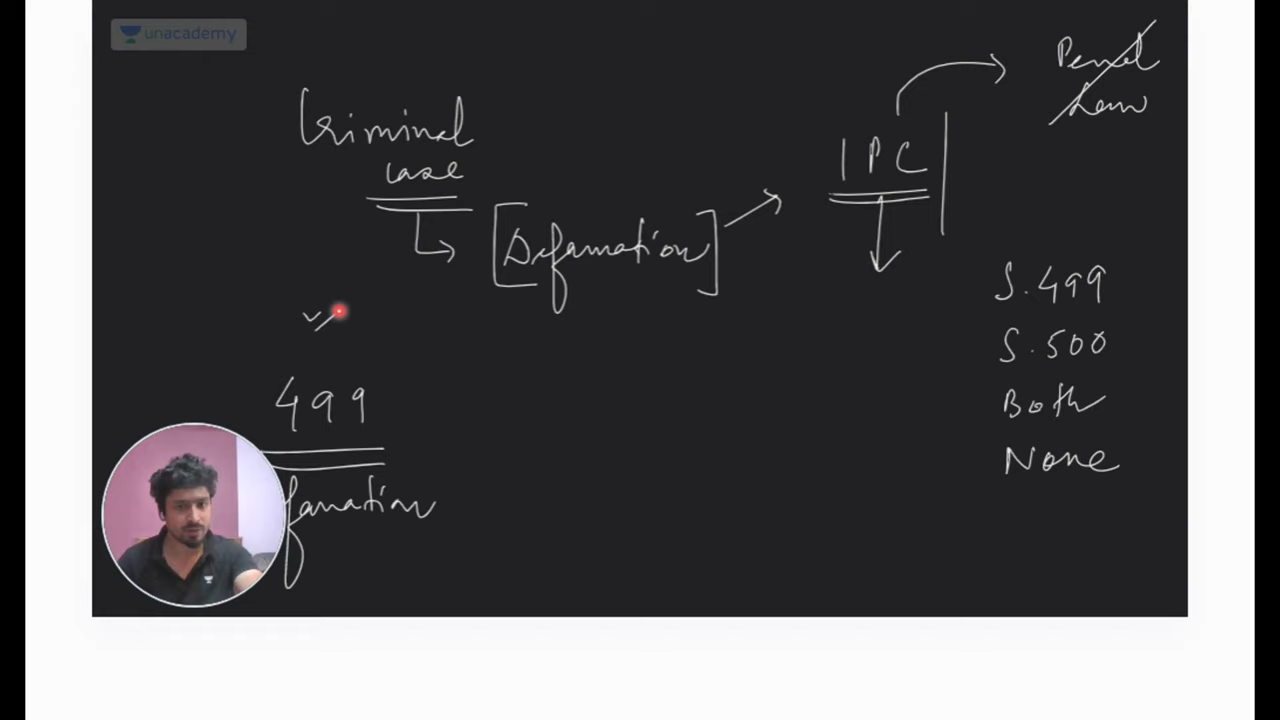 unacademy
Criminal
case
[Defamation]
IPC
Penal
Law
S. 499
S. 500
Both
None
499
famation